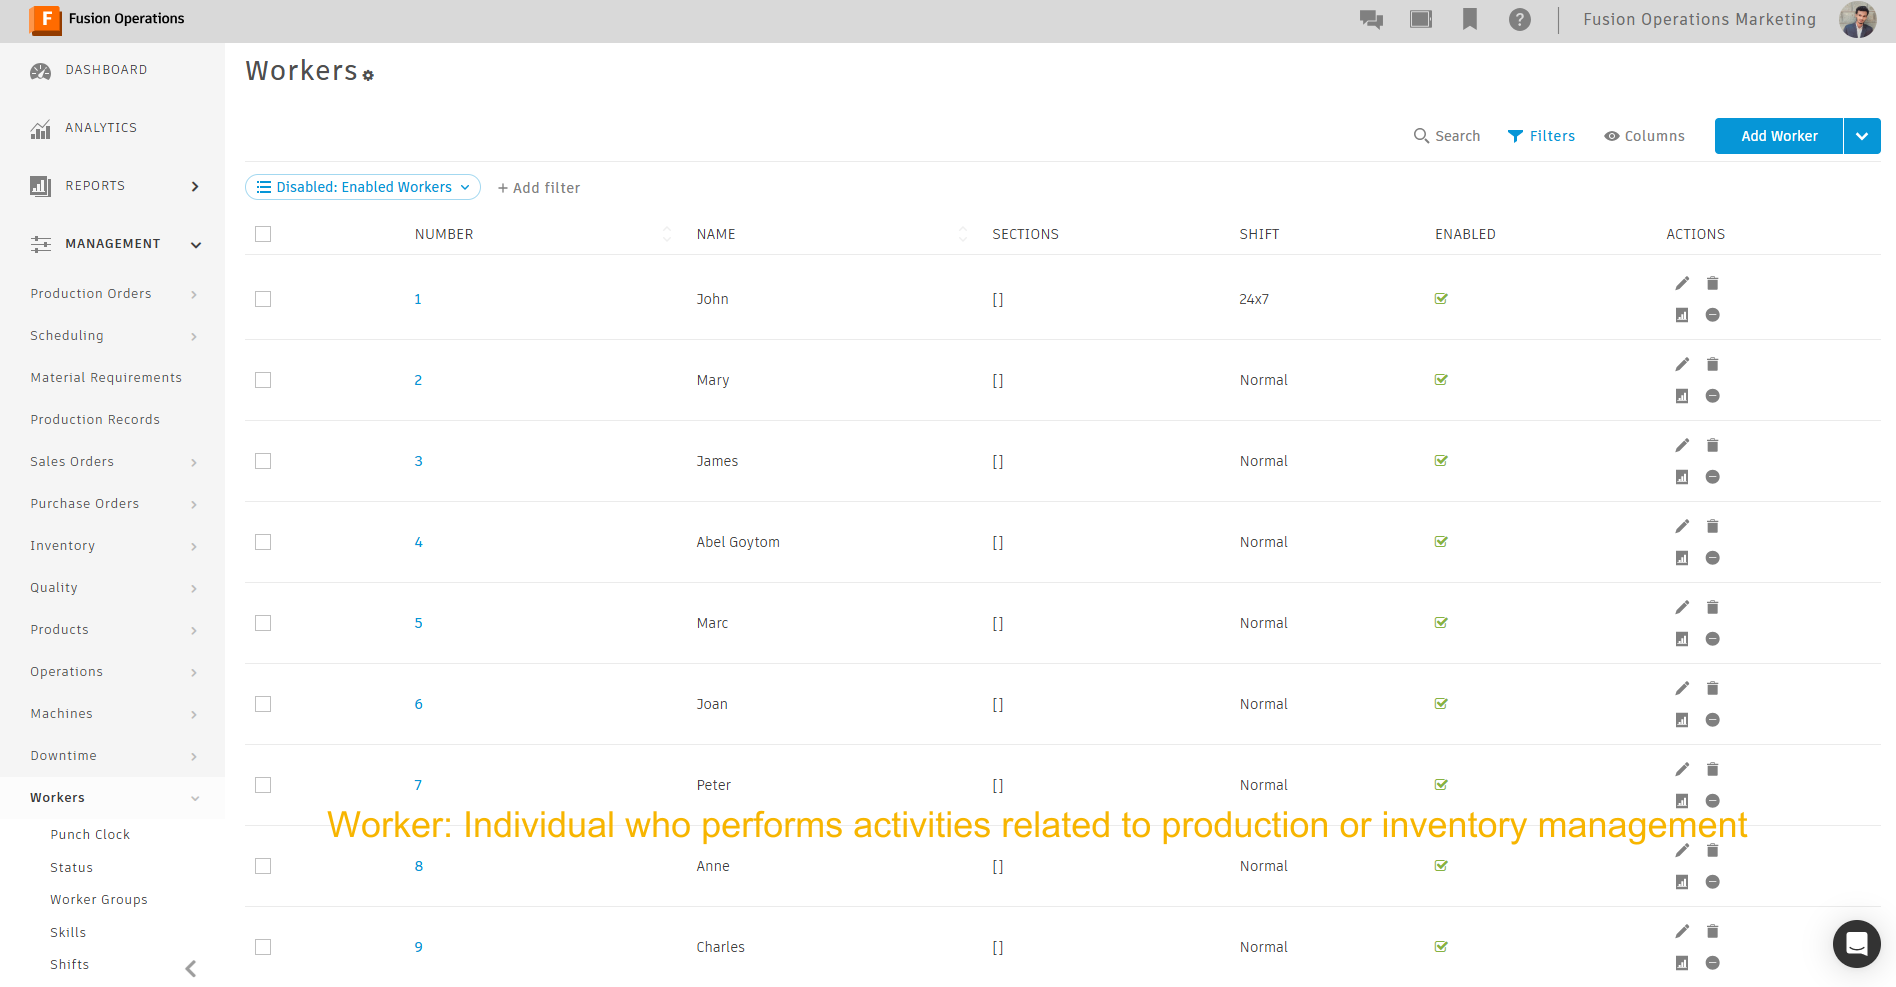 F Fusion Operations
Fusion Operations Marketing
DASHBOARD
ANALYTICS
REPORTS
MANAGEMENT
Production Orders
Scheduling
Material Requirements
Production Records
Sales Orders
Purchase Orders
Inventory
Quality
Products
Operations
Machines
Downtime
Workers
Punch Clock
Status
Worker Groups
Skills
Shifts
Workers
Search Filters Columns Add Worker
Disabled: Enabled Workers + Add filter
NUMBER NAME SECTIONS SHIFT ENABLED ACTIONS
1 John [] 24x7
2 Mary [] Normal
3 James [] Normal
4 Abel Goytom [] Normal
5 Marc [] Normal
6 Joan [] Normal
7 Peter [] Normal
Worker: Individual who performs activities related to production or inventory management
8 Anne [] Normal
9 Charles [] Normal